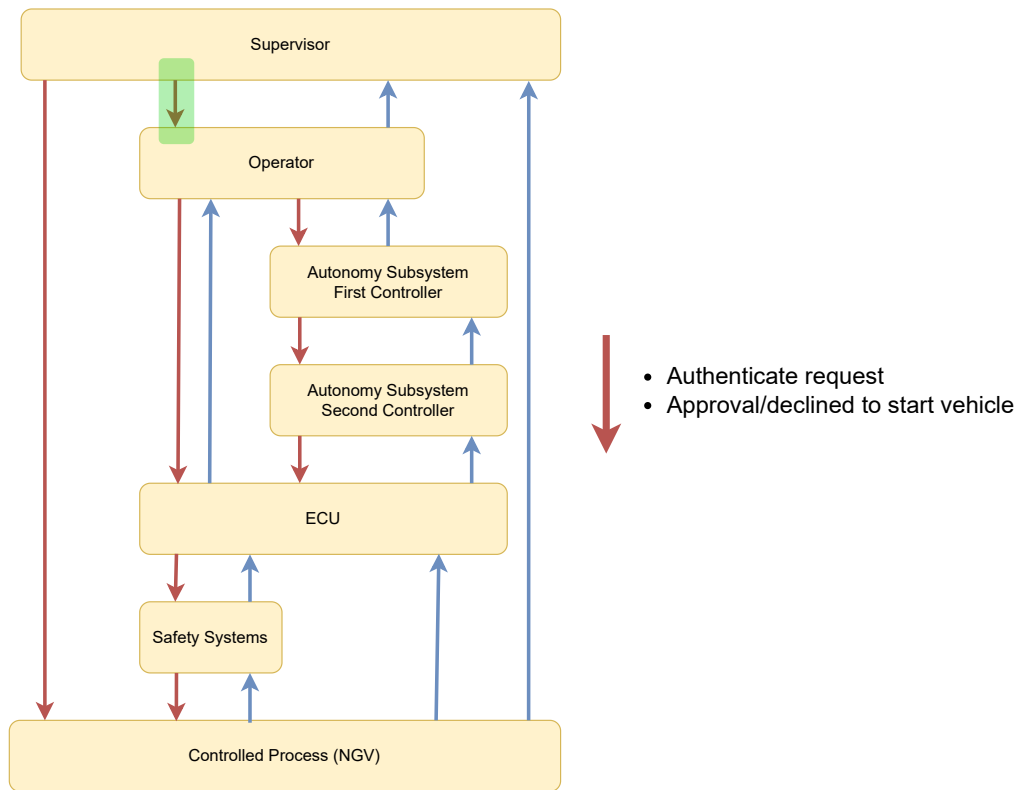 Supervisor
Operator
Autonomy Subsystem
First Controller
Autonomy Subsystem
Second Controller
• Authenticate request
• Approval/declined to start vehicle
ECU
Safety Systems
Controlled Process (NGV)